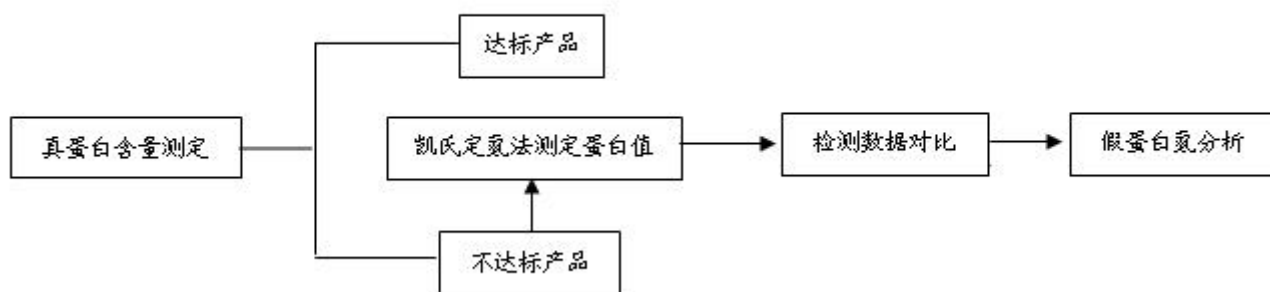 达标产品
真蛋白含量测定
凯氏定氮法测定蛋白值
检测数据对比
假蛋白氮分析
不达标产品